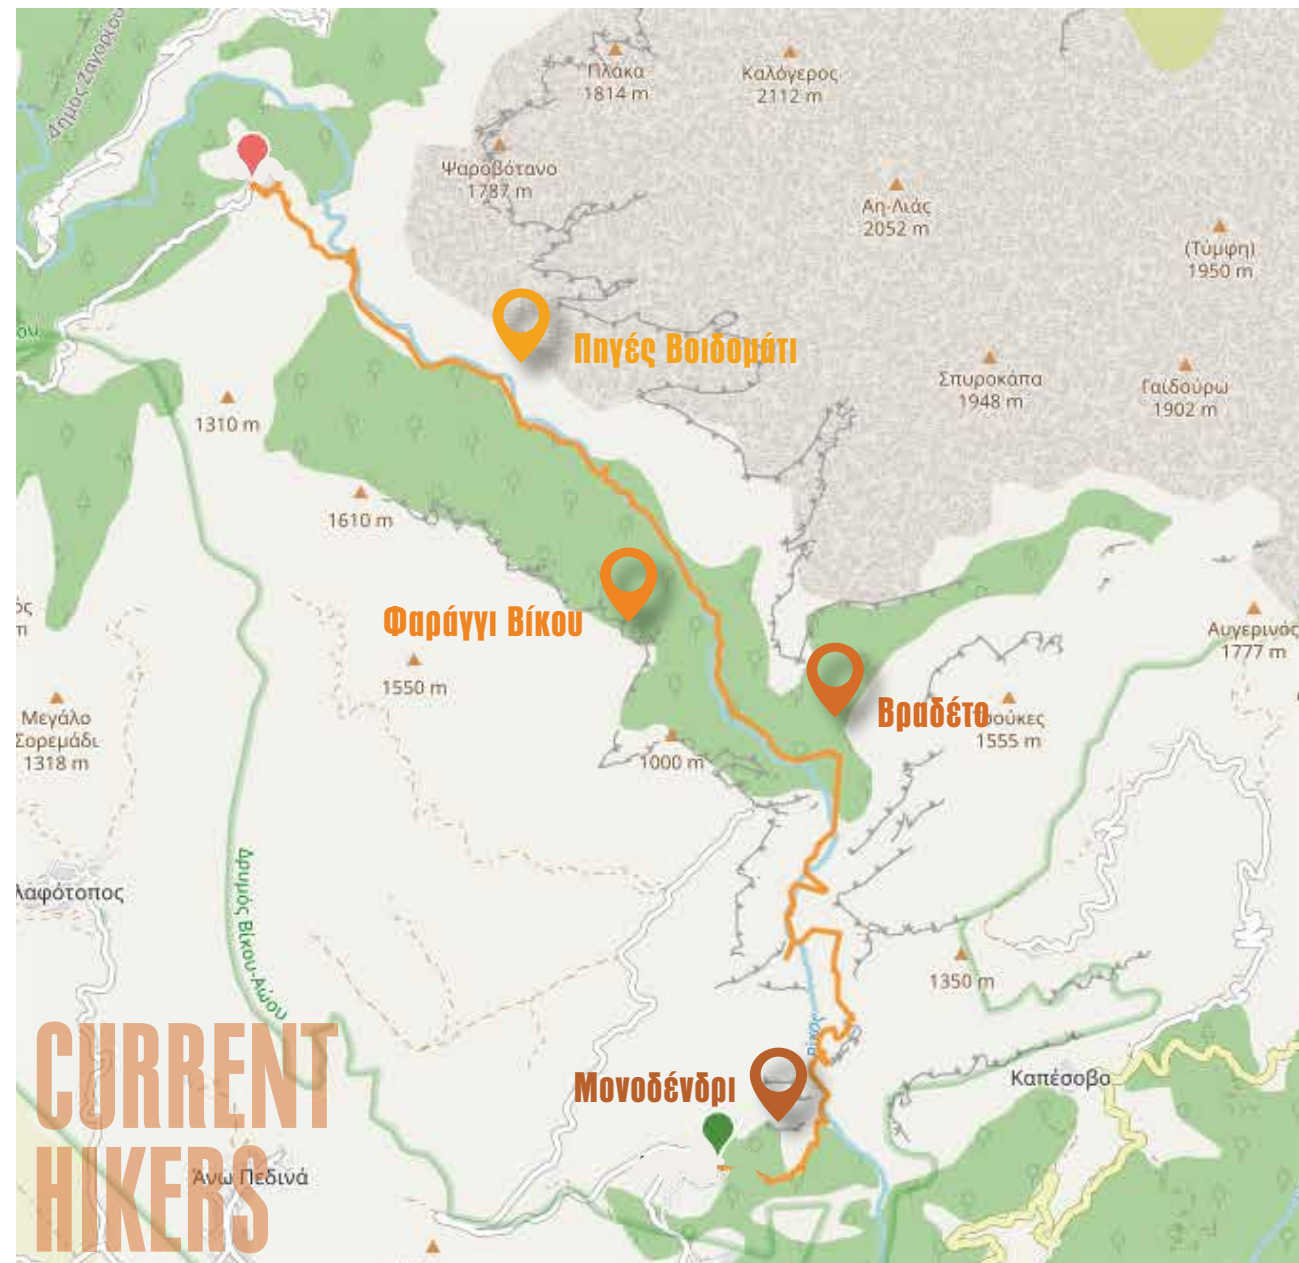 Δήμος Ζαγορίου
Πλάκα
1814 m
Καλόγερος
2112 m
Ψαροβότανο
1787 m
Αη-Λιάς
2052 m
(Τύμφη)
1950 m
Πηγές Βοιδομάτι
Σπυροκάπα
1948 m
Γαϊδούρω
1902 m
1310 m
1610 m
Φαράγγι Βίκου
Αυγερινός
1777 m
1550 m
Μεγάλο
Σορεμάδι
1318 m
Βραδέτο
1555 m
1000 m
λαφότοπος
Δρυμός Βίκου-Αώου
1350 m
CURRENT
HIKERS
Βίκος
Μονοδένδρι
Καπέσοβο
Άνω Πεδινά